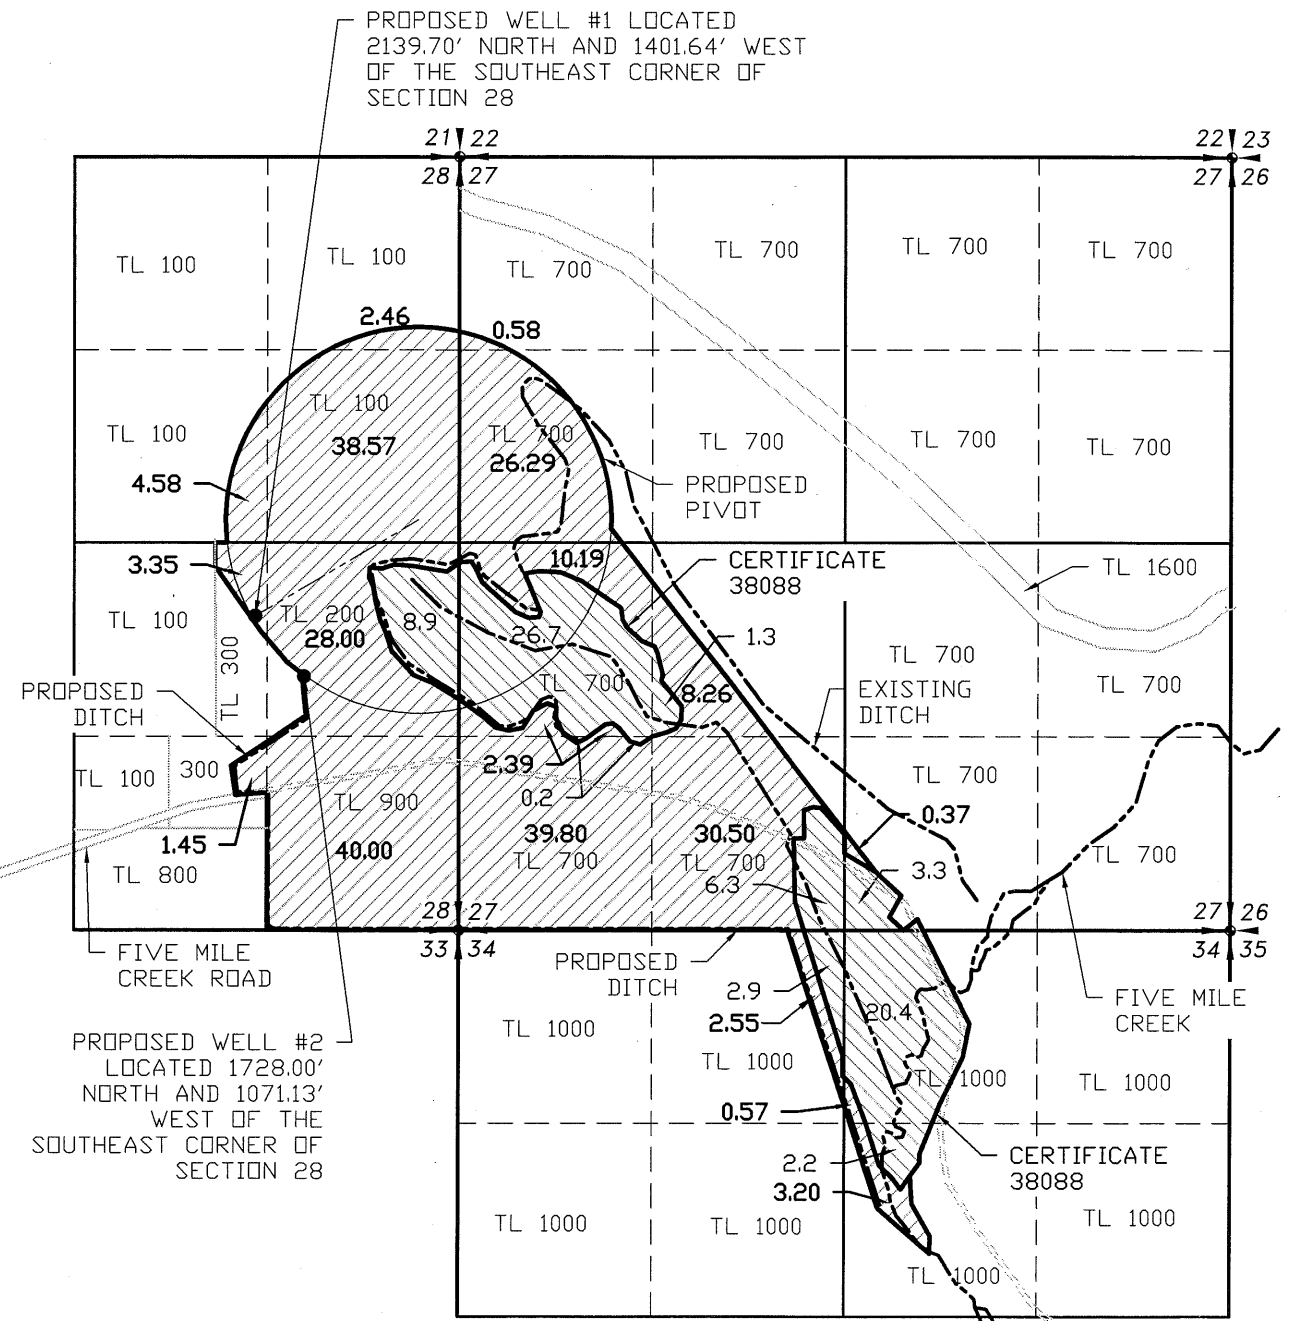 PROPOSED WELL #1 LOCATED
2139.70' NORTH AND 1401.64' WEST
OF THE SOUTHEAST CORNER OF
SECTION 28
21 22
28 27
22 23
27 26
TL 100
TL 100
TL 700
TL 700
TL 700
TL 700
2.46
0.58
TL 100
TL 100
38.57
TL 700
26.29
TL 700
TL 700
TL 700
4.58
PROPOSED
PIVOT
3.35
10.19
CERTIFICATE
38088
TL 1600
TL 100
TL 200
28.00
8.9
26.7
1.3
TL 300
TL 700
8.26
TL 700
TL 700
PROPOSED
DITCH
EXISTING
DITCH
TL 100
300
2.39
0.2
TL 900
TL 700
0.37
1.45
40.00
39.80
TL 700
30.50
TL 700
6.3
3.3
TL 700
TL 800
28 27
33 34
27 26
34 35
FIVE MILE
CREEK ROAD
PROPOSED
DITCH
2.9
2.55
20.4
FIVE MILE
CREEK
TL 1000
TL 1000
TL 1000
TL 1000
PROPOSED WELL #2
LOCATED 1728.00'
NORTH AND 1071.13'
WEST OF THE
SOUTHEAST CORNER OF
SECTION 28
0.57
2.2
3.20
CERTIFICATE
38088
TL 1000
TL 1000
TL 1000
TL 1000